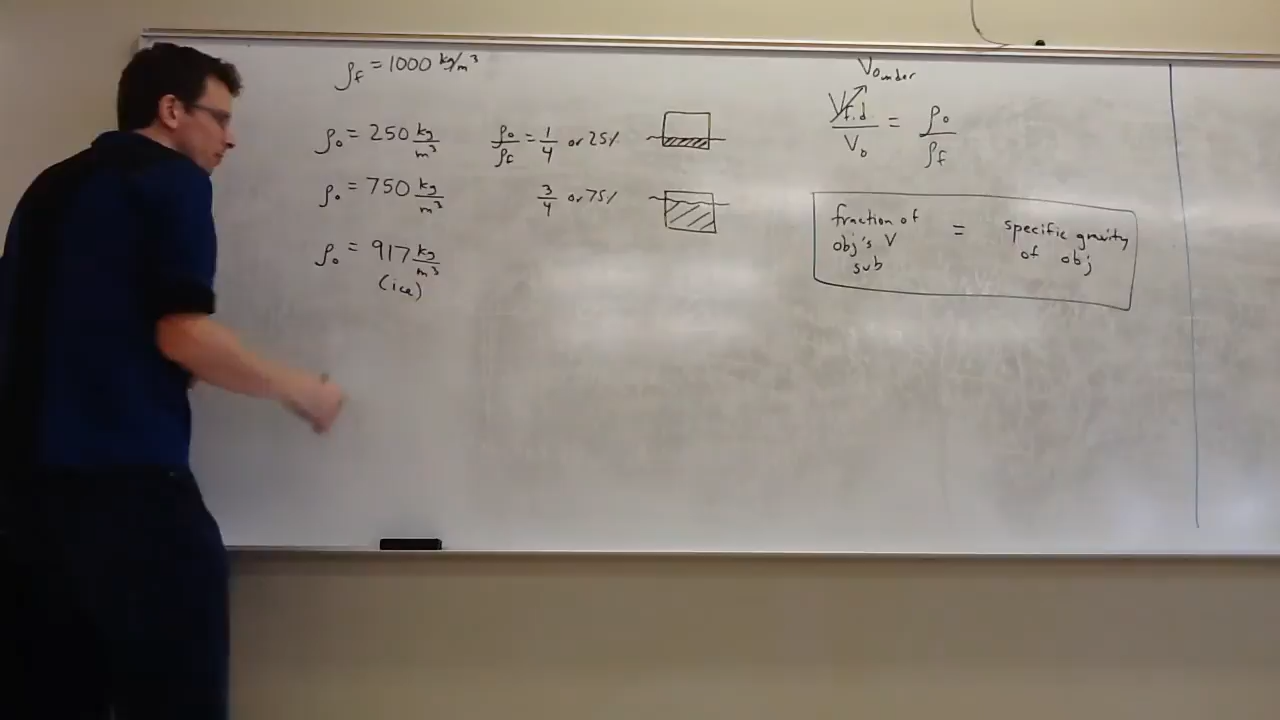 ρf = 1000 kg/m³
ρo = 250 kg/m³ ρo/ρf = 1/4 or 25%
ρo = 750 kg/m³ 3/4 or 75%
ρo = 917 kg/m³
(ice)
Vo under
Vf.d/Vo = ρo/ρf
fraction of
obj's V
sub
=
specific gravity
of obj